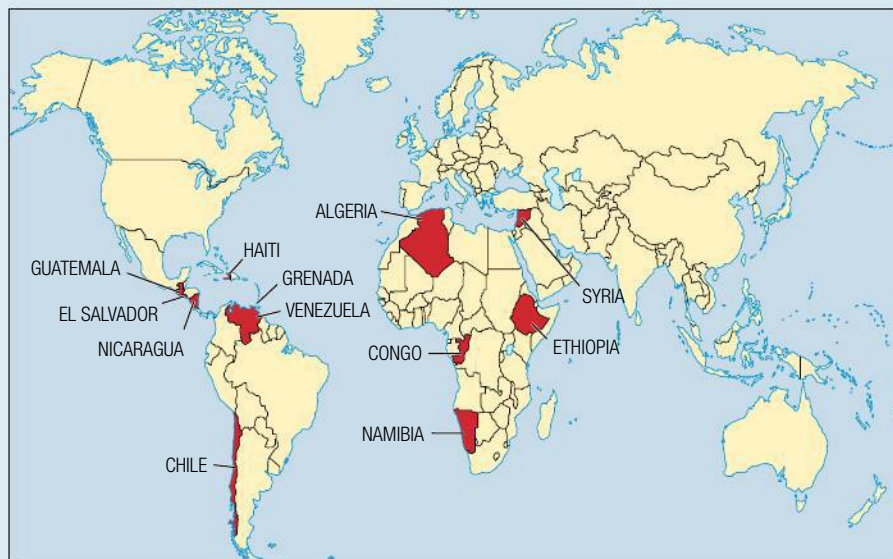 ALGERIA
HAITI
GUATEMALA
GRENADA
EL SALVADOR
VENEZUELA
SYRIA
NICARAGUA
CONGO
ETHIOPIA
NAMIBIA
CHILE